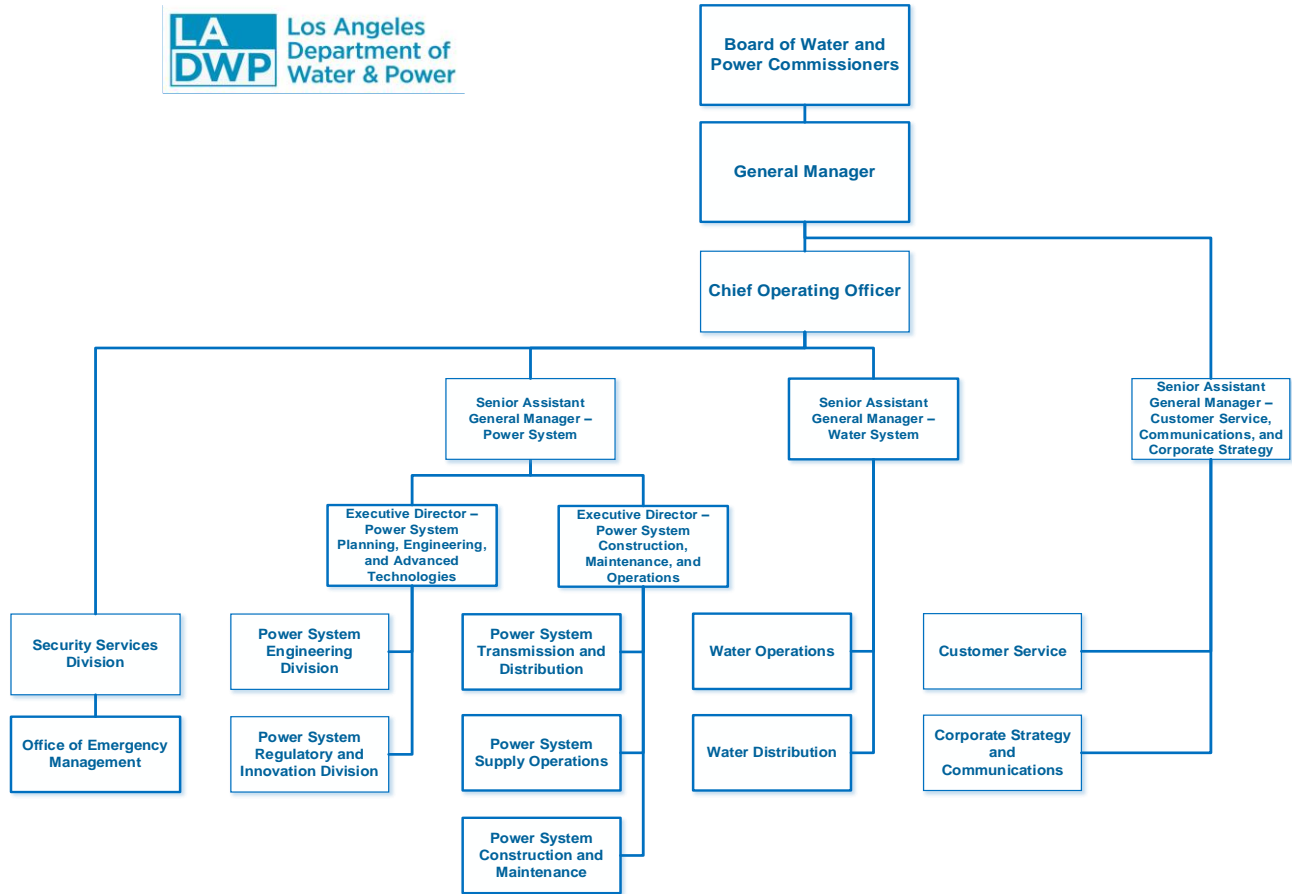 LA
DWP
Los Angeles
Department of
Water & Power
Board of Water and
Power Commissioners
General Manager
Chief Operating Officer
Senior Assistant
General Manager –
Power System
Senior Assistant
General Manager –
Water System
Senior Assistant
General Manager –
Customer Service,
Communications, and
Corporate Strategy
Executive Director –
Power System
Planning, Engineering,
and Advanced
Technologies
Executive Director –
Power System
Construction,
Maintenance, and
Operations
Security Services
Division
Power System
Engineering
Division
Power System
Transmission and
Distribution
Water Operations
Customer Service
Office of Emergency
Management
Power System
Regulatory and
Innovation Division
Power System
Supply Operations
Water Distribution
Corporate Strategy
and
Communications
Power System
Construction and
Maintenance